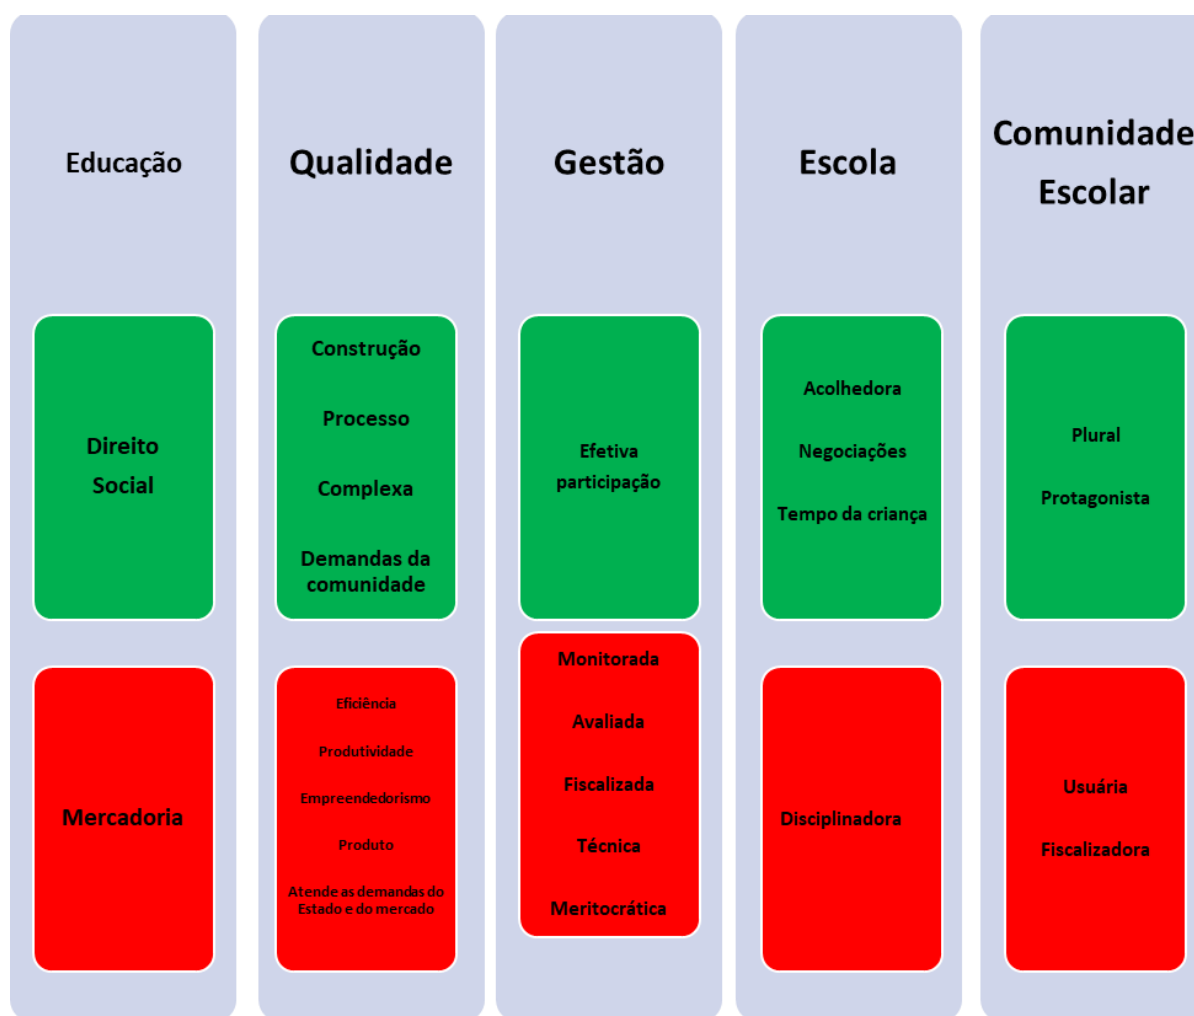 Educação
Direito
Social
Mercadoria
Qualidade
Construção
Processo
Complexa
Demandas da
comunidade
Eficiência
Produtividade
Empreendedorismo
Produto
Atende as demandas do
Estado e do mercado
Gestão
Efetiva
participação
Monitorada
Avaliada
Fiscalizada
Técnica
Meritocrática
Escola
Acolhedora
Negociações
Tempo da criança
Disciplinadora
Comunidade
Escolar
Plural
Protagonista
Usuária
Fiscalizadora